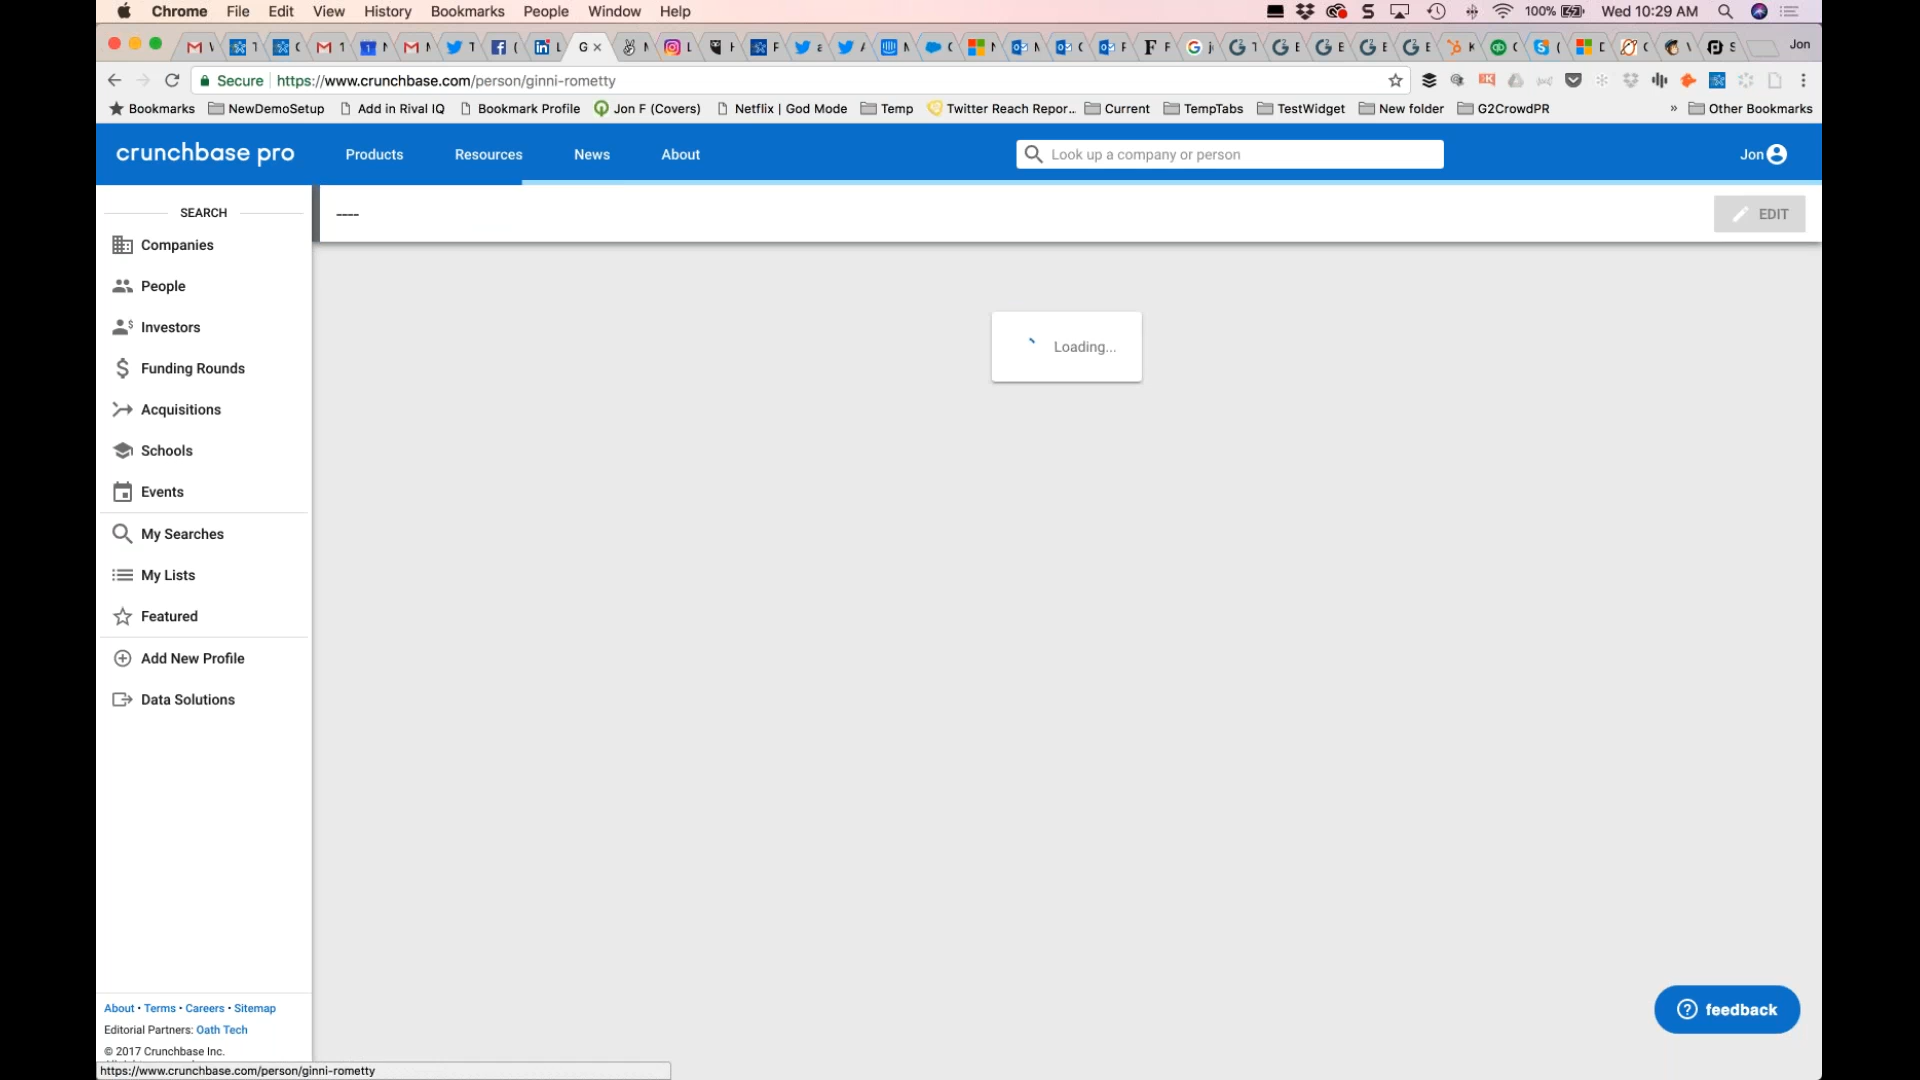 Chrome File Edit View History Bookmarks People Window Help 100% Wed 10:29 AM
Jon
Secure https://www.crunchbase.com/person/ginni-rometty
Bookmarks NewDemoSetup Add in Rival IQ Bookmark Profile Jon F (Covers) Netflix | God Mode Temp Twitter Reach Repor... Current TempTabs TestWidget New folder G2CrowdPR » Other Bookmarks
crunchbase pro Products Resources News About Look up a company or person Jon
SEARCH
---- EDIT
Companies
People
Investors
Loading...
Funding Rounds
Acquisitions
Schools
Events
My Searches
My Lists
Featured
Add New Profile
Data Solutions
About • Terms • Careers • Sitemap
feedback
Editorial Partners: Oath Tech
© 2017 Crunchbase Inc.
https://www.crunchbase.com/person/ginni-rometty